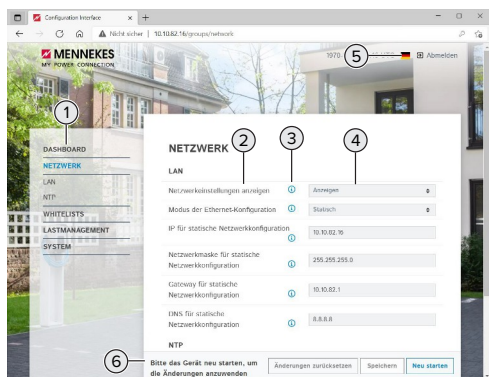 Configuration Interface
Nicht sicher | 10.10.82.16/groups/network
MENNEKES
MY POWER CONNECTION
1970-
5
Abmelden
1
DASHBOARD
NETZWERK
LAN
NTP
WHITELISTS
LASTMANAGEMENT
SYSTEM
NETZWERK
2
3
4
LAN
Netzwerkeinstellungen anzeigen
Anzeigen
Modus der Ethernet-Konfiguration
Statisch
IP für statische Netzwerkkonfiguration
10.10.82.16
Netzwerkmaske für statische
Netzwerkkonfiguration
255.255.255.0
Gateway für statische
Netzwerkkonfiguration
10.10.82.1
DNS für statische
Netzwerkkonfiguration
8.8.8.8
NTP
6
Bitte das Gerät neu starten, um
die Änderungen anzuwenden
Änderungen zurücksetzen
Speichern
Neu starten